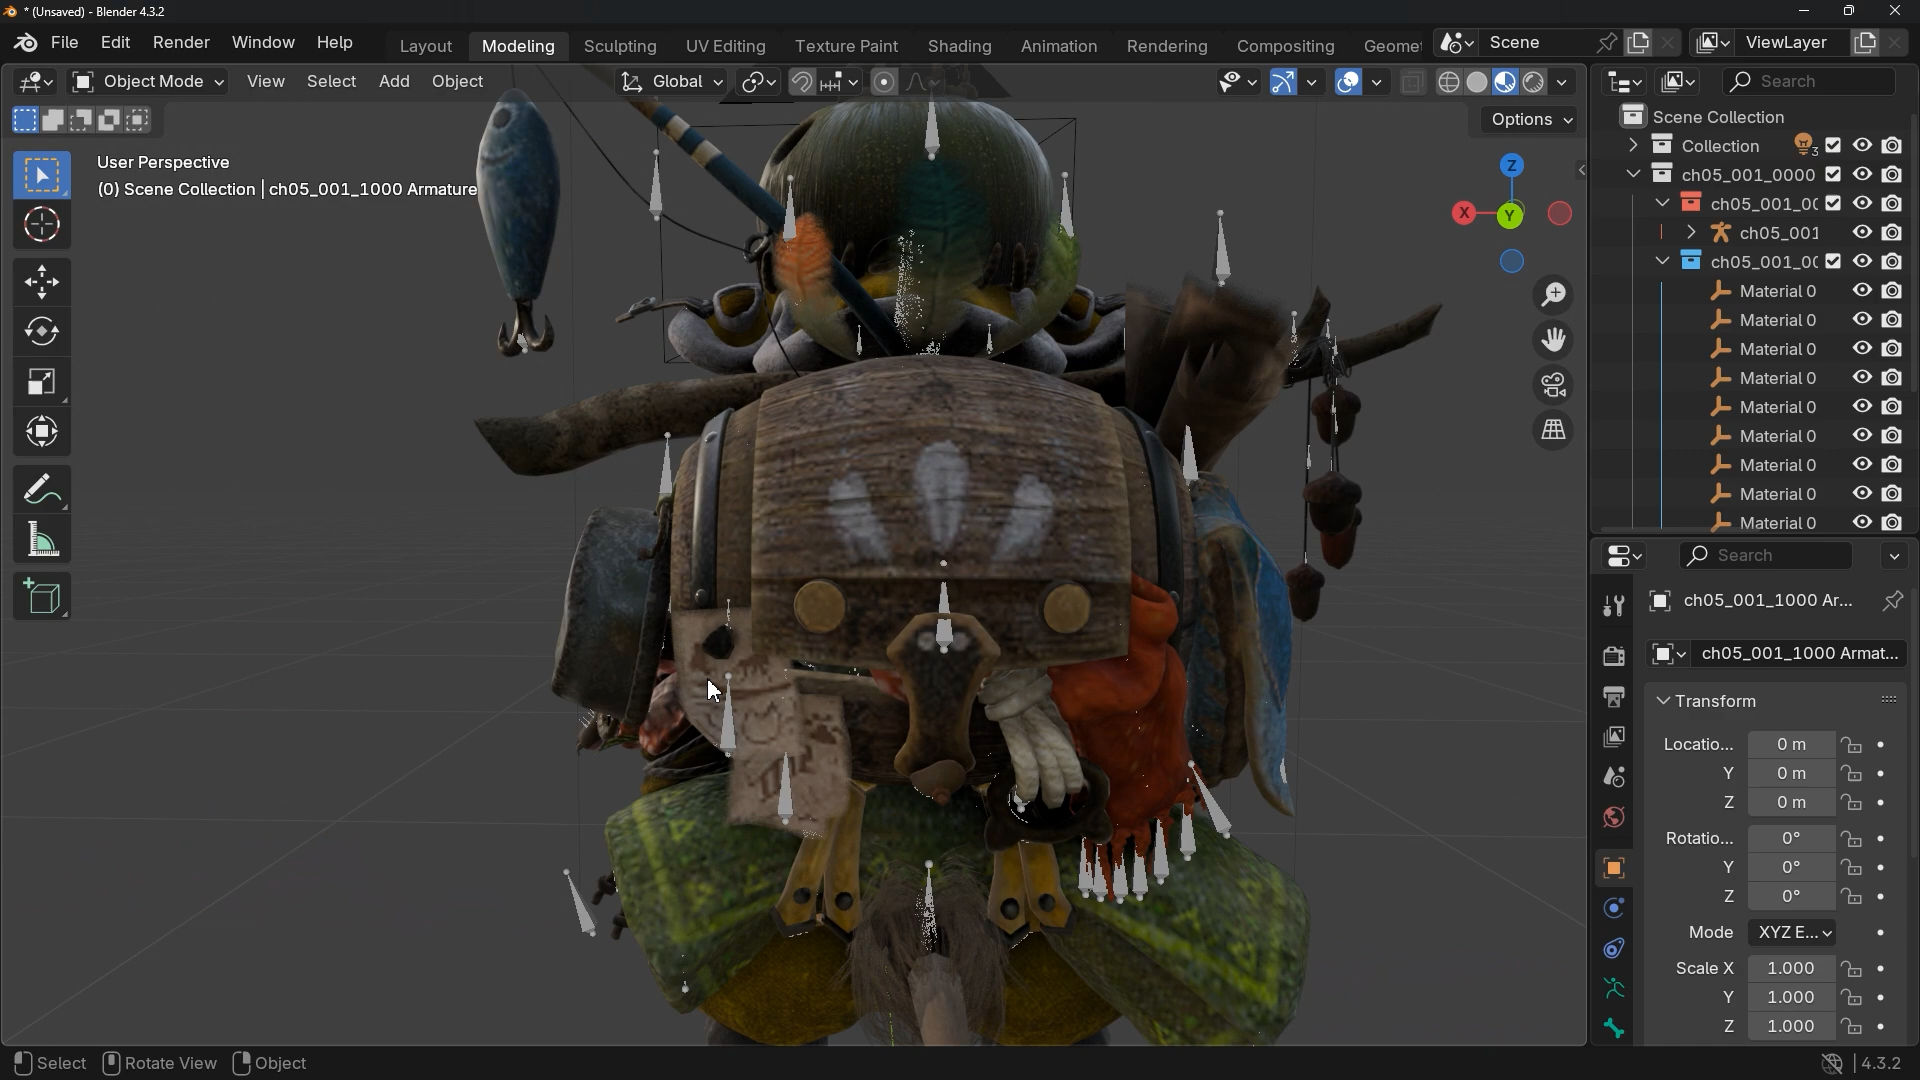 * (Unsaved) - Blender 4.3.2
File Edit Render Window Help
Layout Modeling Sculpting UV Editing Texture Paint Shading Animation Rendering Compositing Geome
Scene
ViewLayer
Object Mode View Select Add Object
Global
Search
Options
User Perspective
(0) Scene Collection | ch05_001_1000 Armature
Z
X
Y
Scene Collection
Collection 3
ch05_001_0000
ch05_001_0
ch05_001
ch05_001_0
Material 0
Material 0
Material 0
Material 0
Material 0
Material 0
Material 0
Material 0
Material 0
Search
ch05_001_1000 Ar...
ch05_001_1000 Armat...
Transform
Locatio... 0 m
Y 0 m
Z 0 m
Rotatio... 0°
Y 0°
Z 0°
Mode XYZ E...
Scale X 1.000
Y 1.000
Z 1.000
Select Rotate View Object
4.3.2